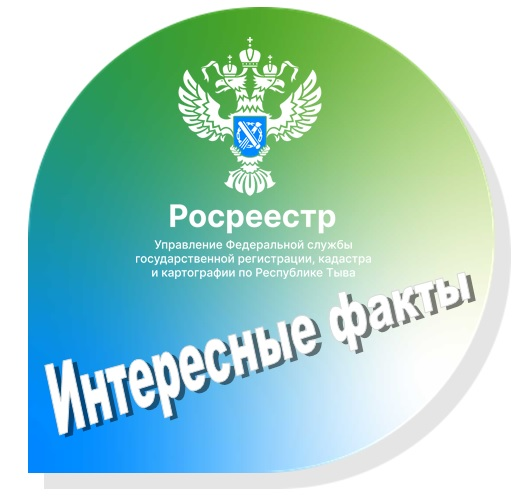 Росреестр
Управление Федеральной службы
государственной регистрации, кадастра
и картографии по Республике Тыва
Интересные факты